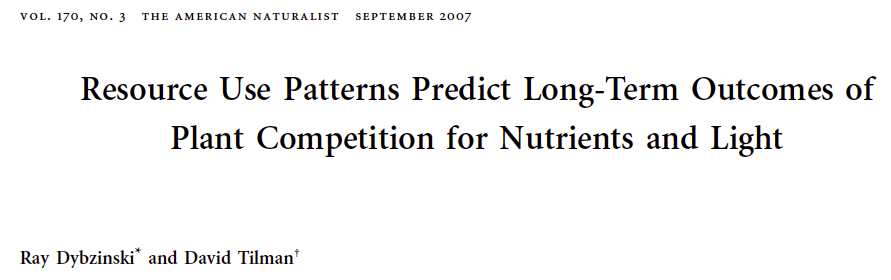 VOL. 170, NO. 3 THE AMERICAN NATURALIST SEPTEMBER 2007
Resource Use Patterns Predict Long-Term Outcomes of
Plant Competition for Nutrients and Light
Ray Dybzinski* and David Tilman†